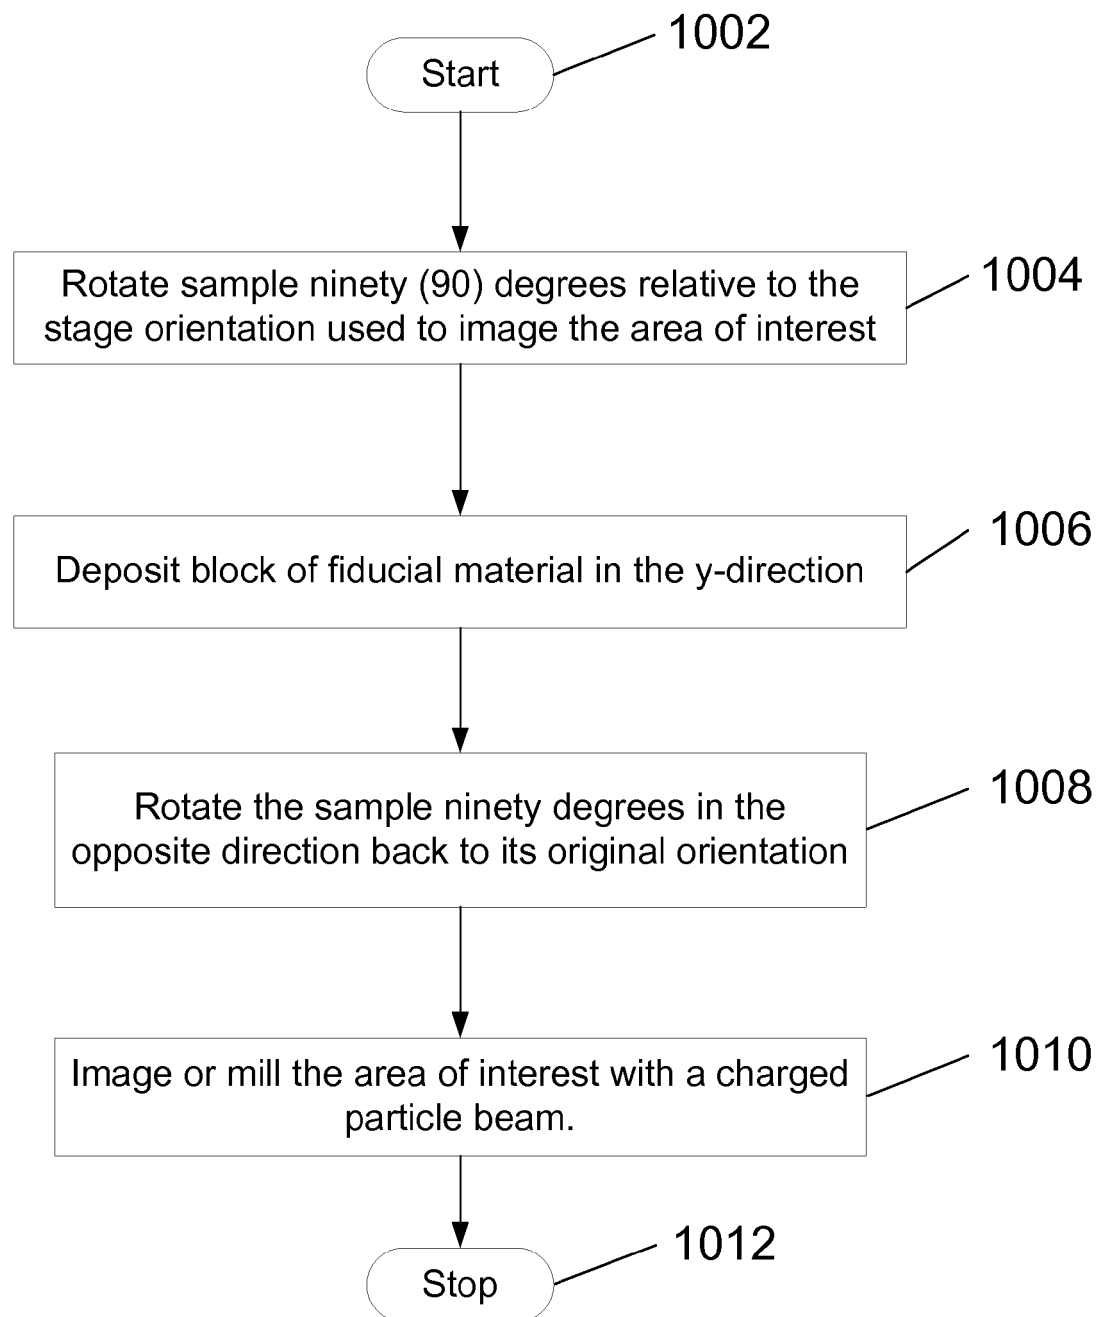 1002
Start
1004
Rotate sample ninety (90) degrees relative to the
stage orientation used to image the area of interest
1006
Deposit block of fiducial material in the y-direction
1008
Rotate the sample ninety degrees in the
opposite direction back to its original orientation
1010
Image or mill the area of interest with a charged
particle beam.
1012
Stop